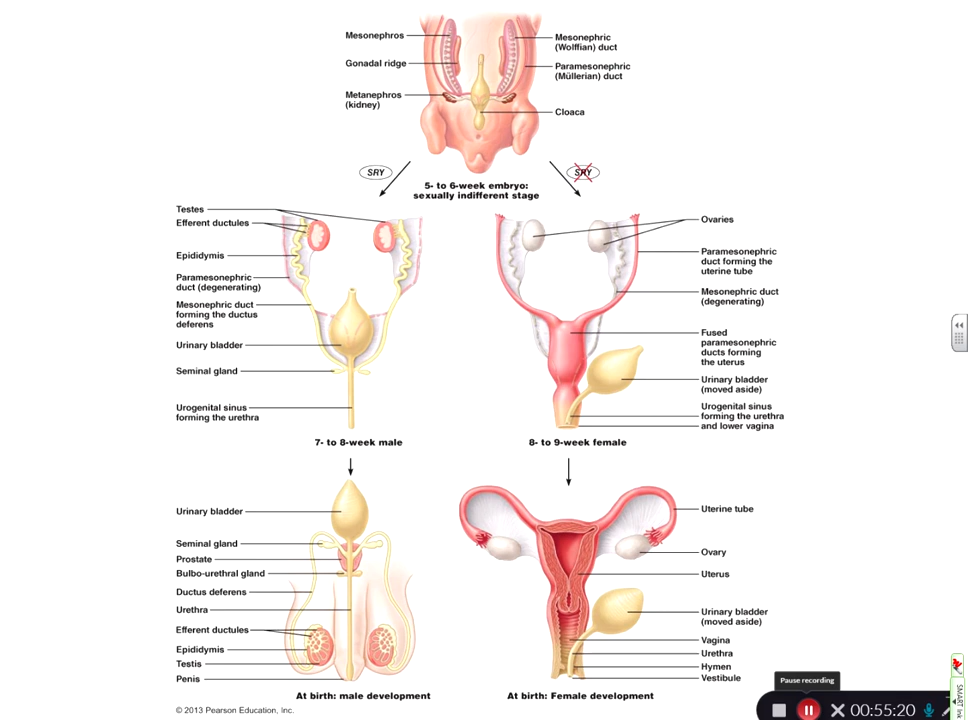 Mesonephros
Gonadal ridge
Metanephros
(kidney)
Mesonephric
(Wolffian) duct
Paramesonephric
(Müllerian) duct
Cloaca
SRY
SRY
5- to 6-week embryo:
sexually indifferent stage
Testes
Efferent ductules
Epididymis
Paramesonephric
duct (degenerating)
Mesonephric duct
forming the ductus
deferens
Urinary bladder
Seminal gland
Urogenital sinus
forming the urethra
7- to 8-week male
Ovaries
Paramesonephric
duct forming the
uterine tube
Mesonephric duct
(degenerating)
Fused
paramesonephric
ducts forming
the uterus
Urinary bladder
(moved aside)
Urogenital sinus
forming the urethra
and lower vagina
8- to 9-week female
Urinary bladder
Seminal gland
Prostate
Bulbo-urethral gland
Ductus deferens
Urethra
Efferent ductules
Epididymis
Testis
Penis
At birth: male development
Uterine tube
Ovary
Uterus
Urinary bladder
(moved aside)
Vagina
Urethra
Hymen
Vestibule
At birth: Female development
© 2013 Pearson Education, Inc.
Pause recording
00:55:20
SMART Ink